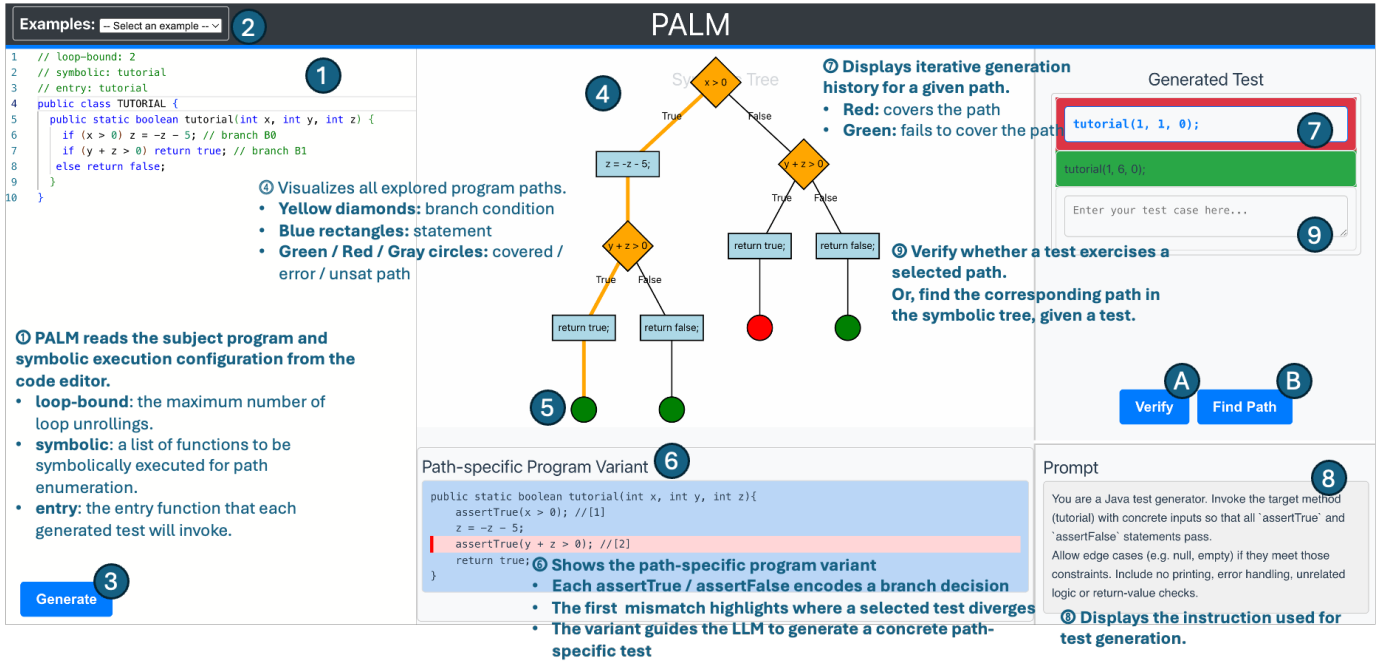 Examples: -- Select an example --
2
PALM
1 // loop-bound: 2
2 // symbolic: tutorial
3 // entry: tutorial
4 public class TUTORIAL {
5 public static boolean tutorial(int x, int y, int z) {
6 if (x > 0) z = -z - 5; // branch B0
7 if (y + z > 0) return true; // branch B1
8 else return false;
9 }
10 }
1
① PALM reads the subject program and
symbolic execution configuration from the
code editor.
• loop-bound: the maximum number of
loop unrollings.
• symbolic: a list of functions to be
symbolically executed for path
enumeration.
• entry: the entry function that each
generated test will invoke.
3
Generate
4
④ Visualizes all explored program paths.
• Yellow diamonds: branch condition
• Blue rectangles: statement
• Green / Red / Gray circles: covered /
error / unsat path
Tree
x > 0
True
False
z = -z - 5;
y + z > 0
True
False
y + z > 0
True
False
return true;
return false;
return true;
return false;
5
⑦ Displays iterative generation
history for a given path.
• Red: covers the path
• Green: fails to cover the path
⑨ Verify whether a test exercises a
selected path.
Or, find the corresponding path in
the symbolic tree, given a test.
Generated Test
tutorial(1, 1, 0);
7
tutorial(1, 6, 0);
Enter your test case here...
9
A
B
Verify
Find Path
Path-specific Program Variant
6
public static boolean tutorial(int x, int y, int z){
assertTrue(x > 0); //[1]
z = -z - 5;
assertTrue(y + z > 0); //[2]
return true;
}
⑥ Shows the path-specific program variant
• Each assertTrue / assertFalse encodes a branch decision
• The first mismatch highlights where a selected test diverges
• The variant guides the LLM to generate a concrete path-
specific test
Prompt
8
You are a Java test generator. Invoke the target method
(tutorial) with concrete inputs so that all `assertTrue` and
`assertFalse` statements pass.
Allow edge cases (e.g. null, empty) if they meet those
constraints. Include no printing, error handling, unrelated
logic or return-value checks.
⑧ Displays the instruction used for
test generation.